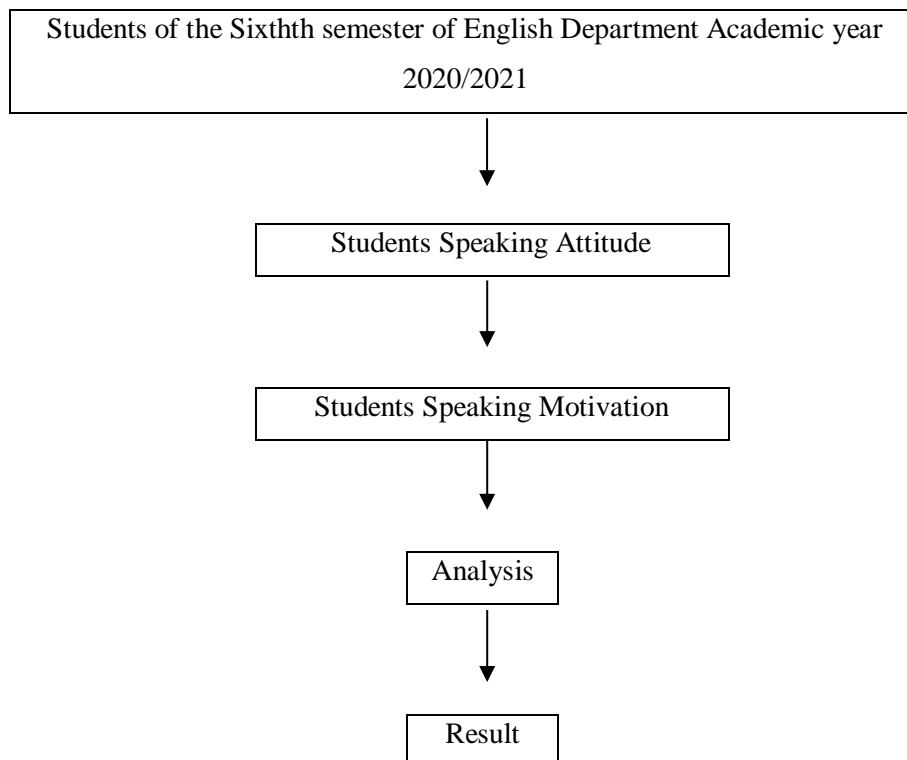 Students of the Sixthth semester of English Department Academic year
2020/2021
Students Speaking Attitude
Students Speaking Motivation
Analysis
Result